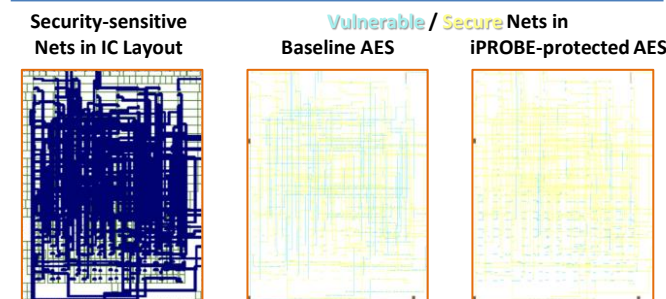 Security-sensitive
Nets in IC Layout
Vulnerable / Secure Nets in
Baseline AES
iPROBE-protected AES